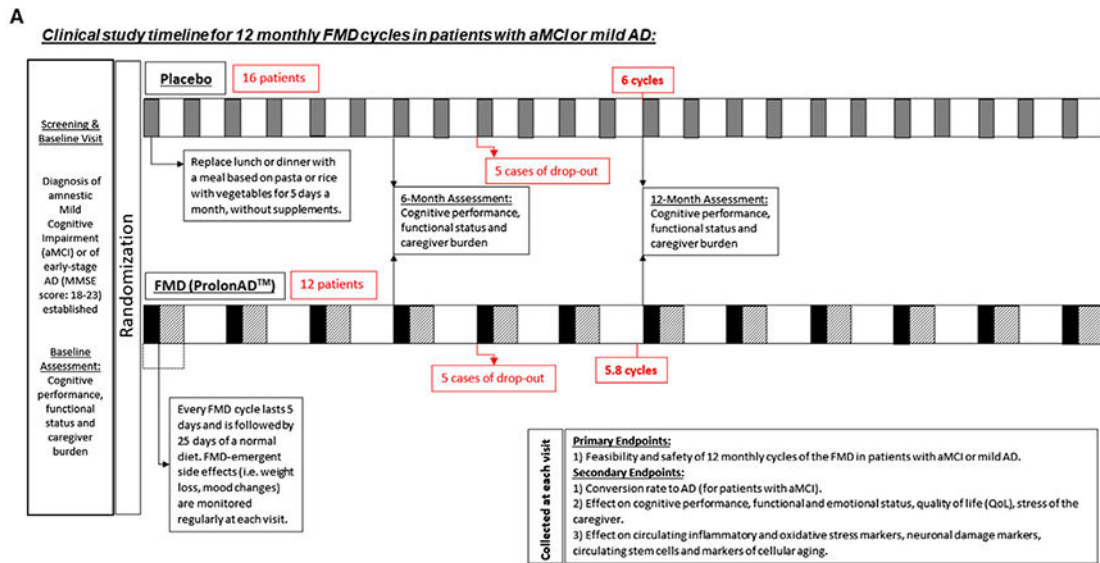 A
Clinical study timeline for 12 monthly FMD cycles in patients with aMCI or mild AD:
Screening &
Baseline Visit
Diagnosis of
amnestic
Mild
Cognitive
Impairment
(aMCI) or of
early-stage
AD (MMSE
score: 18-23)
established
Baseline
Assessment:
Cognitive
performance,
functional
status and
caregiver
burden
Randomization
Placebo
16 patients
6 cycles
Replace lunch or dinner with
a meal based on pasta or rice
with vegetables for 5 days a
month, without supplements.
5 cases of drop-out
6-Month Assessment:
Cognitive performance,
functional status and
caregiver burden
12-Month Assessment:
Cognitive performance,
functional status and
caregiver burden
FMD (ProlonAD™)
12 patients
5 cases of drop-out
5.8 cycles
Every FMD cycle lasts 5
days and is followed by
25 days of a normal
diet. FMD-emergent
side effects (i.e. weight
loss, mood changes)
are monitored
regularly at each visit.
Collected at each visit
Primary Endpoints:
1) Feasibility and safety of 12 monthly cycles of the FMD in patients with aMCI or mild AD.
Secondary Endpoints:
1) Conversion rate to AD (for patients with aMCI).
2) Effect on cognitive performance, functional and emotional status, quality of life (QoL), stress of the
caregiver.
3) Effect on circulating inflammatory and oxidative stress markers, neuronal damage markers,
circulating stem cells and markers of cellular aging.